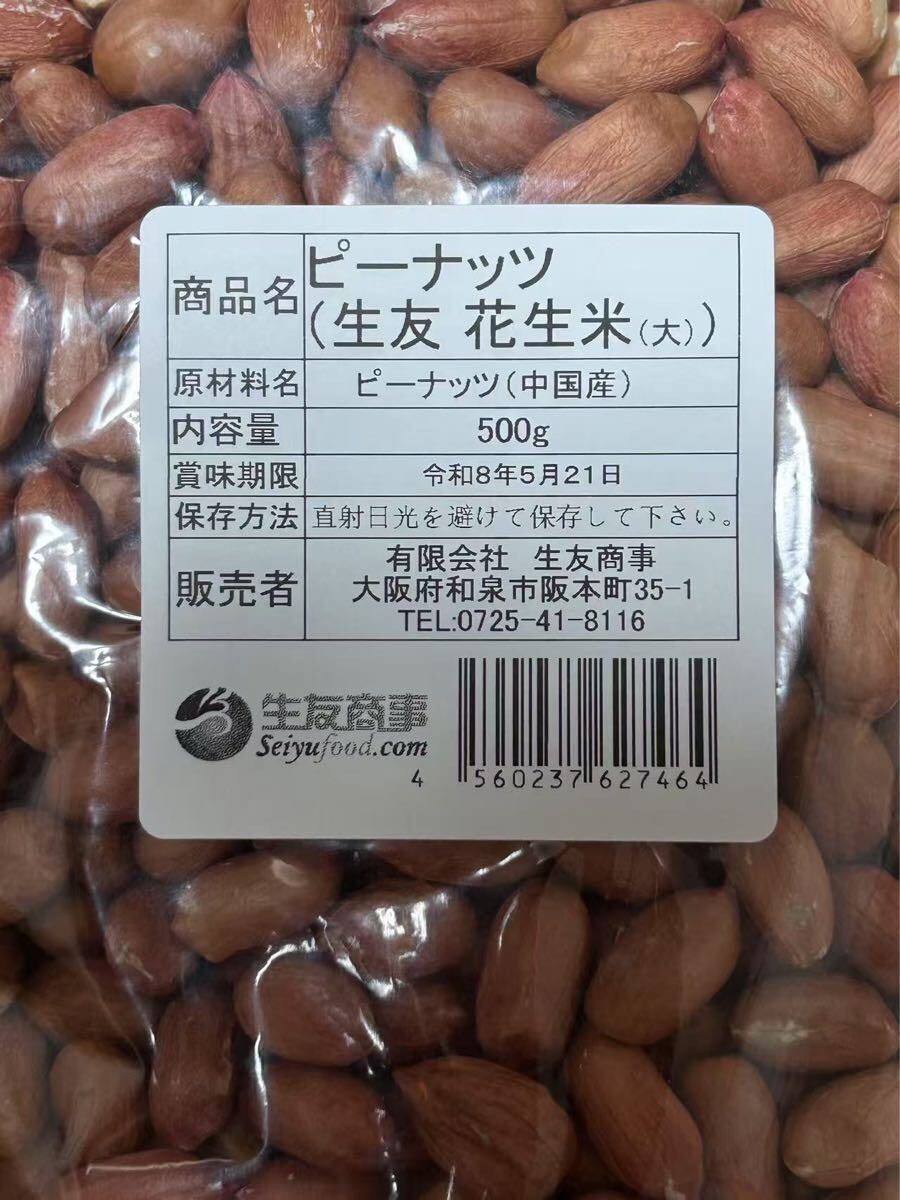 商品名 ピーナッツ
(生友 花生米(大))
原材料名 ピーナッツ(中国産)
内容量 500g
賞味期限 令和8年5月21日
保存方法 直射日光を避けて保存して下さい。
販売者 有限会社 生友商事
大阪府和泉市阪本町35-1
TEL:0725-41-8116
生友商事
Seiyufood.com
4 560237 627464